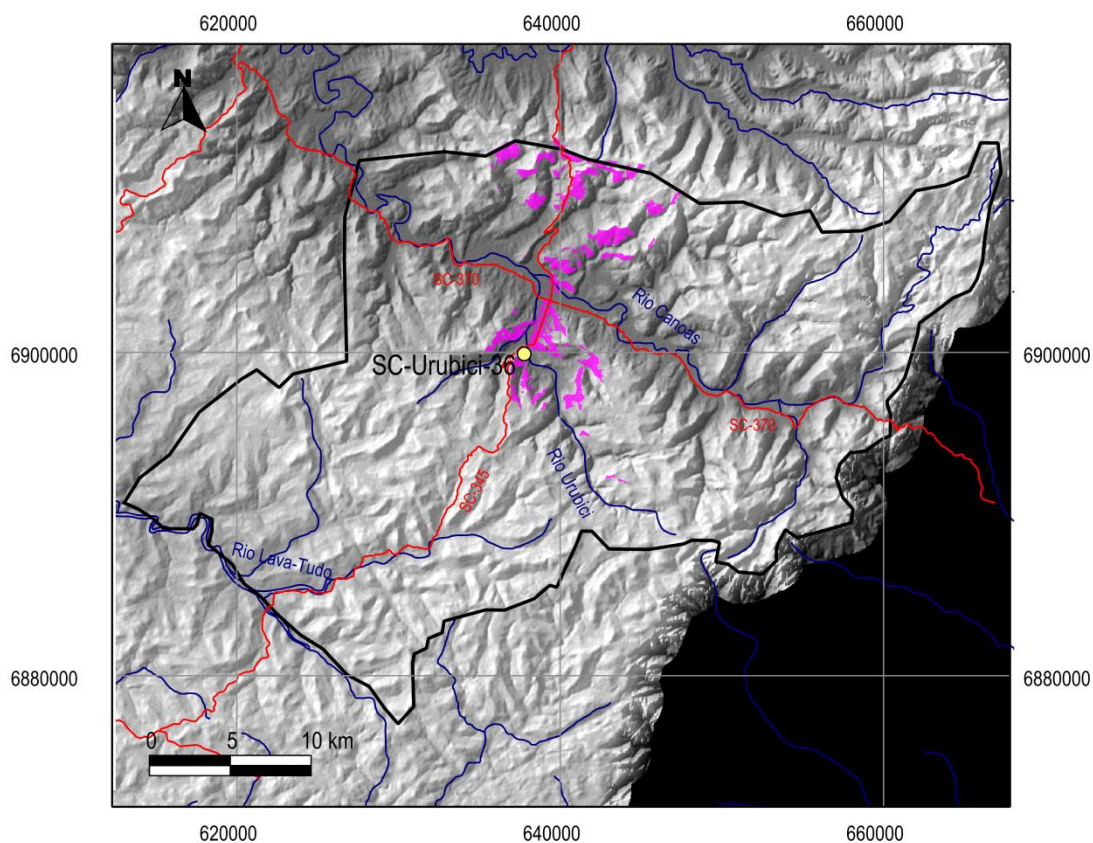 620000 640000 660000
N
SC-370
Rio Canoas
6900000 6900000
SC-Urubici-36
SC-370
SC-345
Rio Urubici
Rio Lava-Tudo
6880000 6880000
0 5 10 km
620000 640000 660000